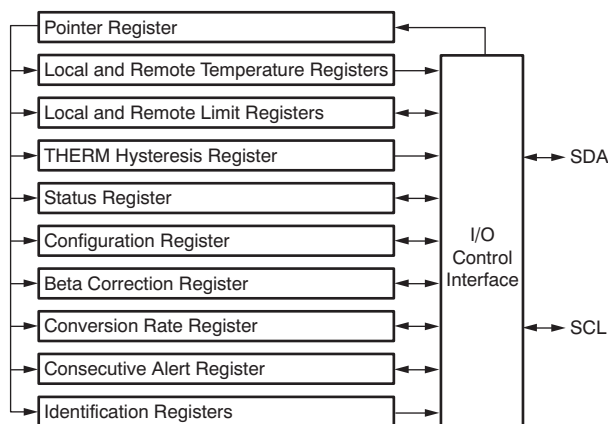 Pointer Register
Local and Remote Temperature Registers
Local and Remote Limit Registers
THERM Hysteresis Register
Status Register
Configuration Register
Beta Correction Register
Conversion Rate Register
Consecutive Alert Register
Identification Registers
I/O
Control
Interface
SDA
SCL